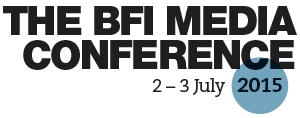 THE BFI MEDIA
CONFERENCE
2 – 3 July 2015